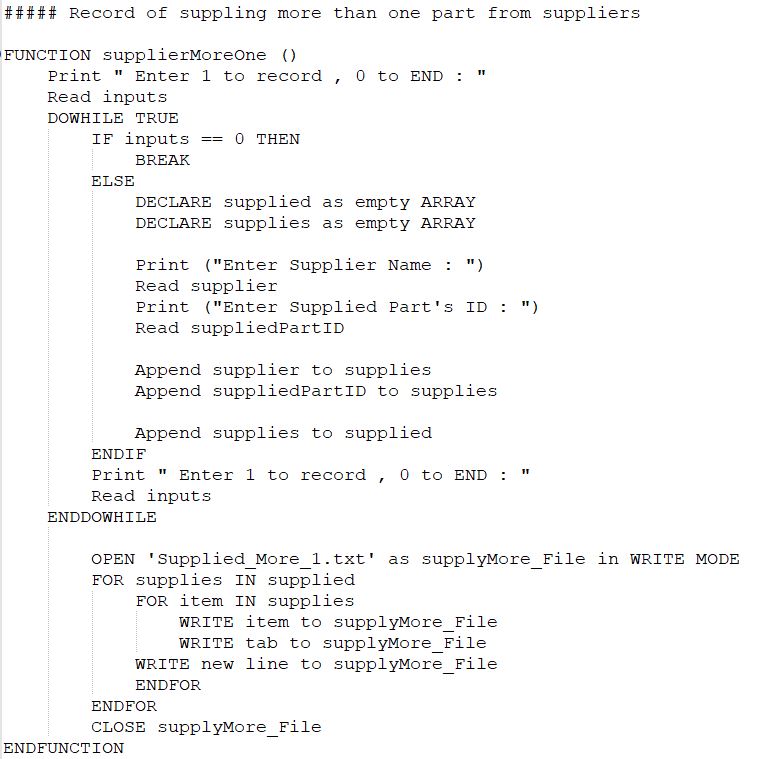 ##### Record of suppling more than one part from suppliers
FUNCTION supplierMoreOne ()
Print " Enter 1 to record , 0 to END : "
Read inputs
DOWHILE TRUE
IF inputs == 0 THEN
BREAK
ELSE
DECLARE supplied as empty ARRAY
DECLARE supplies as empty ARRAY
Print ("Enter Supplier Name : ")
Read supplier
Print ("Enter Supplied Part's ID : ")
Read suppliedPartID
Append supplier to supplies
Append suppliedPartID to supplies
Append supplies to supplied
ENDIF
Print " Enter 1 to record , 0 to END : "
Read inputs
ENDDOWHILE
OPEN 'Supplied_More_1.txt' as supplyMore_File in WRITE MODE
FOR supplies IN supplied
FOR item IN supplies
WRITE item to supplyMore_File
WRITE tab to supplyMore_File
WRITE new line to supplyMore_File
ENDFOR
ENDFOR
CLOSE supplyMore_File
ENDFUNCTION